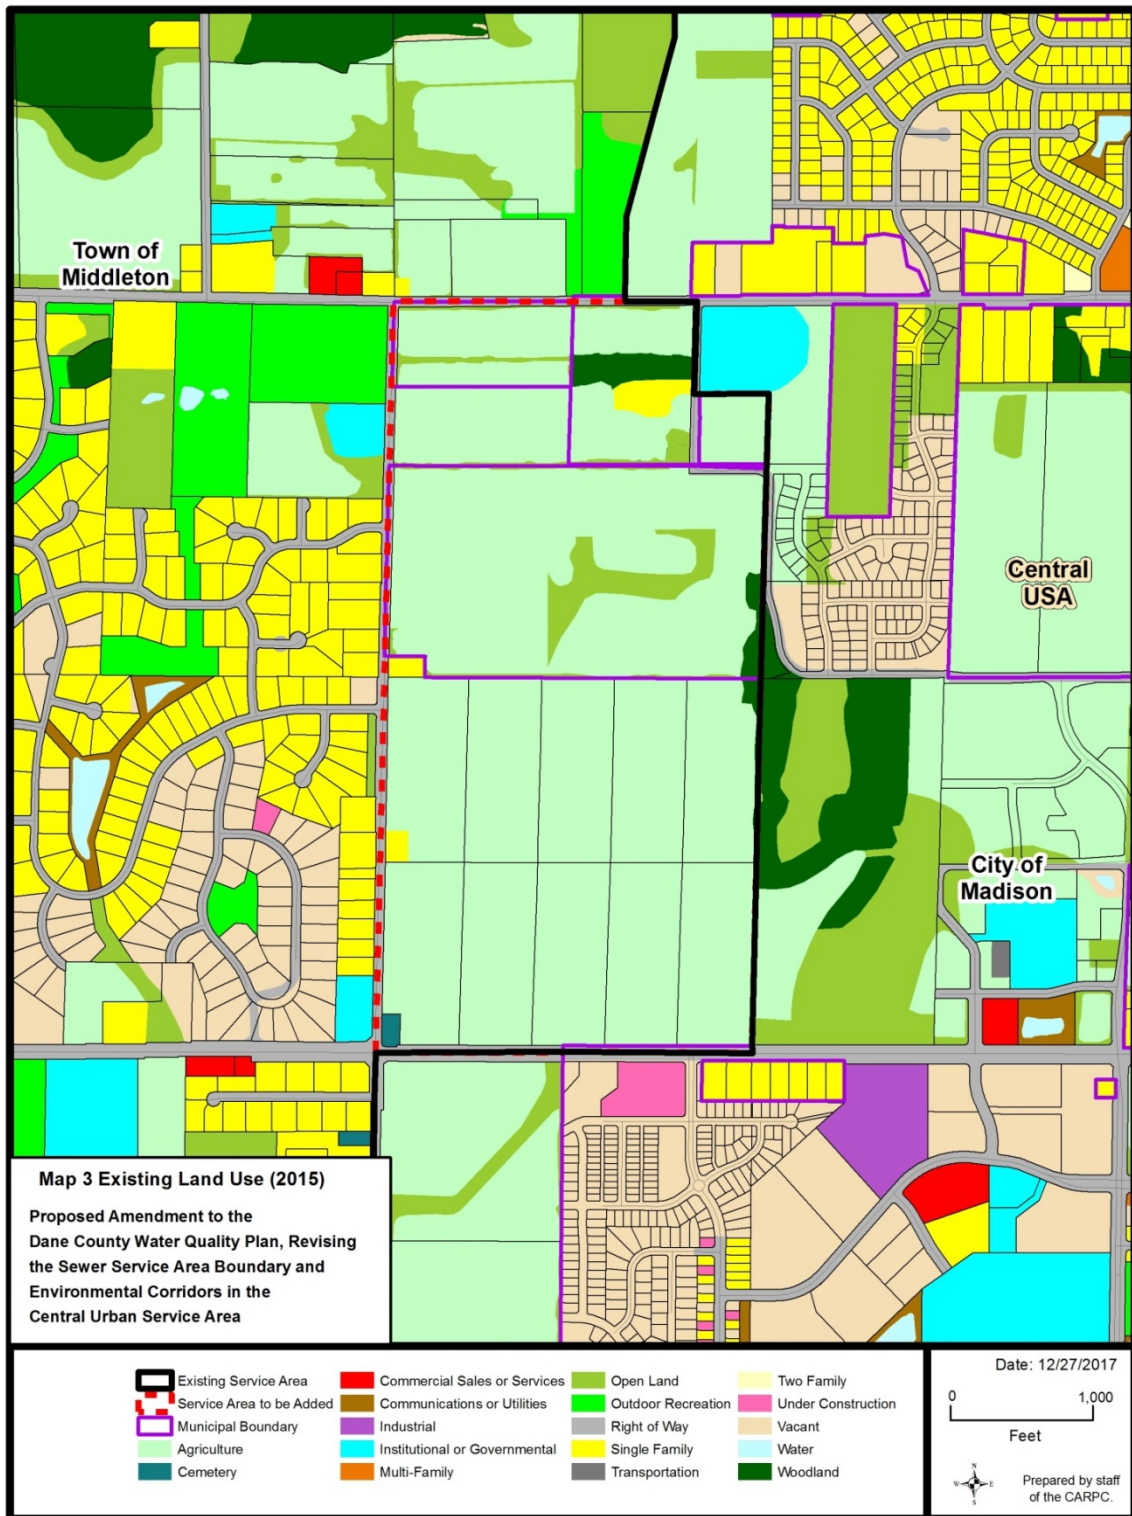 Town of
Middleton
Central
USA
City of
Madison
Map 3 Existing Land Use (2015)
Proposed Amendment to the
Dane County Water Quality Plan, Revising
the Sewer Service Area Boundary and
Environmental Corridors in the
Central Urban Service Area
Existing Service Area
Service Area to be Added
Municipal Boundary
Agriculture
Cemetery
Commercial Sales or Services
Communications or Utilities
Industrial
Institutional or Governmental
Multi-Family
Open Land
Outdoor Recreation
Right of Way
Single Family
Transportation
Two Family
Under Construction
Vacant
Water
Woodland
Date: 12/27/2017
0 1,000
Feet
N
W E
S
Prepared by staff
of the CARPC.